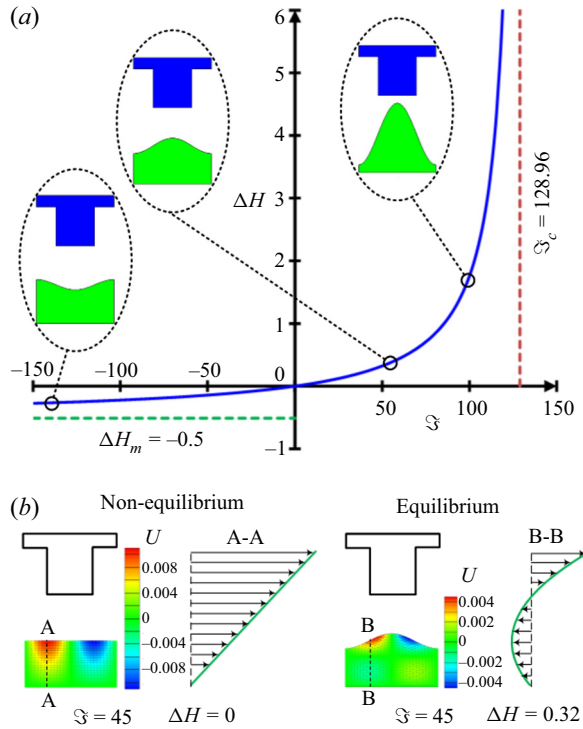 (a)
6
5
4
3
ΔH
2
1
0
−1
−150
−100
−50
50
100
150
ℑ
ℑc = 128.96
ΔHm = −0.5
(b)
Non-equilibrium
Equilibrium
U
A-A
0.008
0.004
0
−0.004
−0.008
A
A
ℑ = 45
ΔH = 0
U
B-B
0.004
0.002
0
−0.002
−0.004
B
B
ℑ = 45
ΔH = 0.32